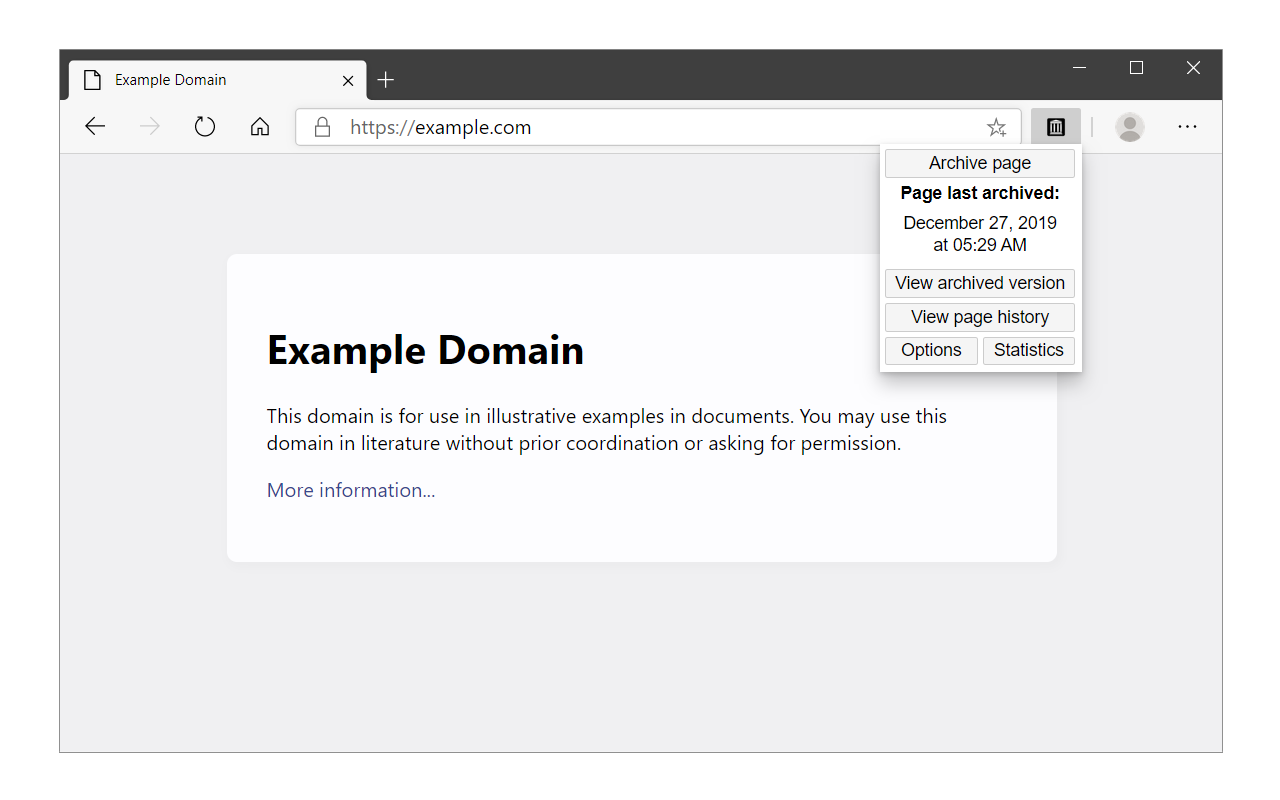 Example Domain
https://example.com
Archive page
Page last archived:
December 27, 2019
at 05:29 AM
View archived version
View page history
Options Statistics
Example Domain
This domain is for use in illustrative examples in documents. You may use this
domain in literature without prior coordination or asking for permission.
More information...